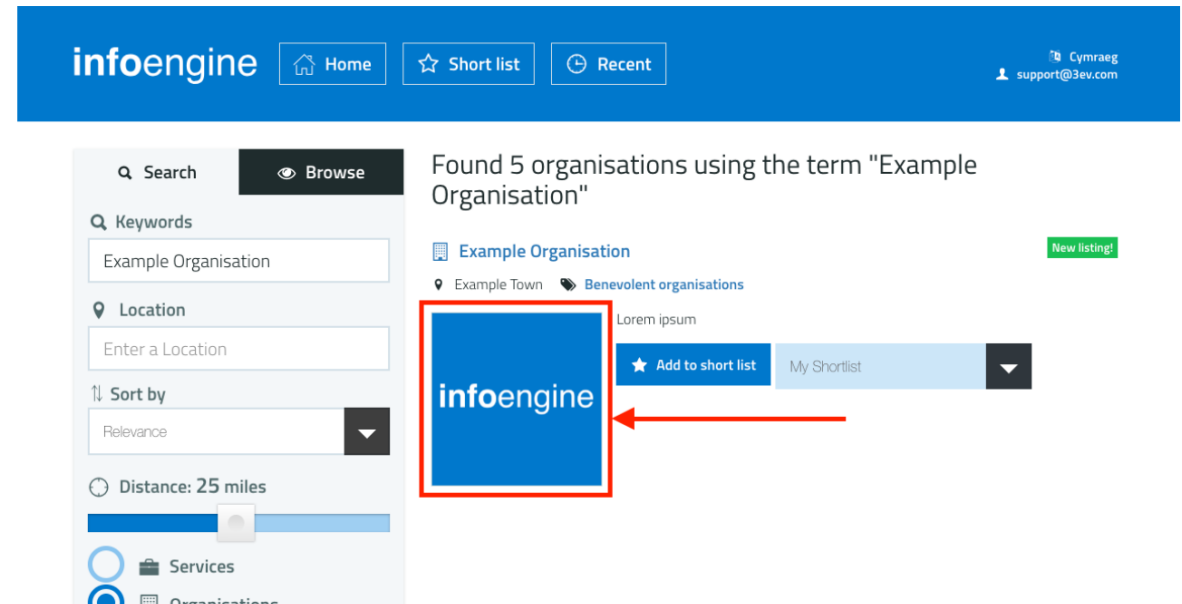 infoengine
Home
Short list
Recent
Cymraeg
support@3ev.com
Search
Browse
Keywords
Example Organisation
Location
Enter a Location
Sort by
Relevance
Distance: 25 miles
Services
Organisations
Found 5 organisations using the term "Example
Organisation"
Example Organisation
New listing!
Example Town
Benevolent organisations
infoengine
Lorem ipsum
Add to short list
My Shortlist